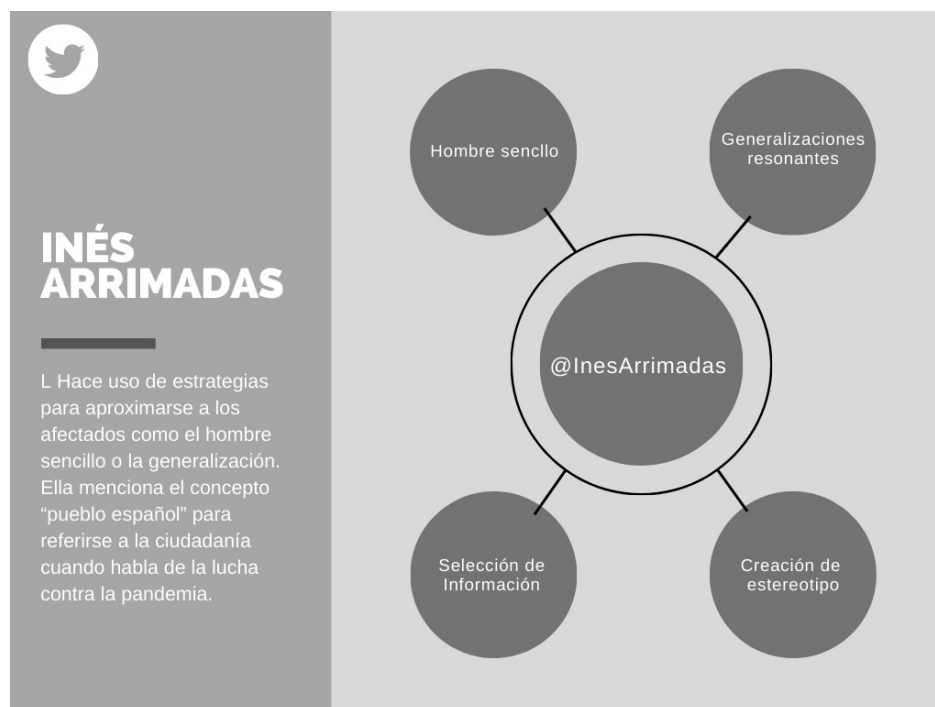 INÉS
ARRIMADAS
L Hace uso de estrategias
para aproximarse a los
afectados como el hombre
sencillo o la generalización.
Ella menciona el concepto
“pueblo español” para
referirse a la ciudadanía
cuando habla de la lucha
contra la pandemia.
Hombre sencllo
Generalizaciones
resonantes
@InesArrimadas
Selección de
Información
Creación de
estereotipo